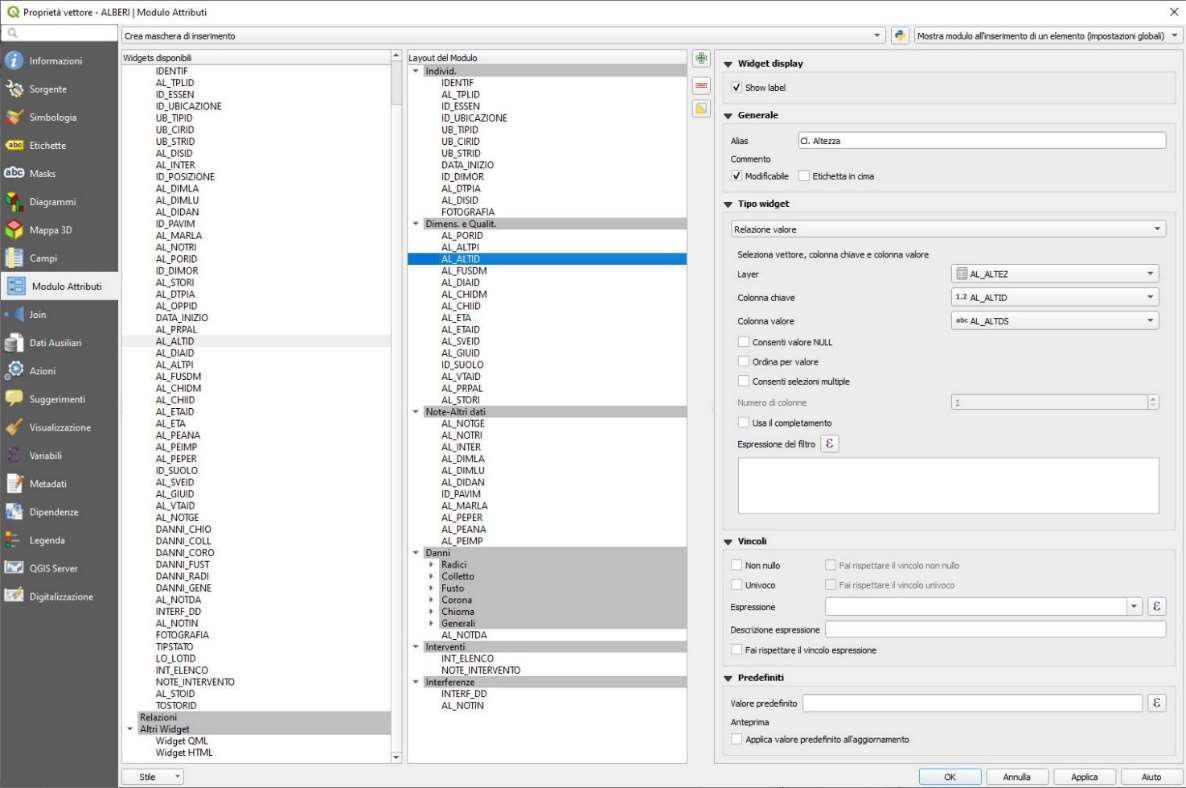 Proprietà vettore - ALBERI | Modulo Attributi
Crea maschera di inserimento
Mostra modulo all'inserimento di un elemento (impostazioni globali)
Informazioni
Sorgente
Simbologia
abc Etichette
abc Masks
Diagrammi
Mappa 3D
Campi
Modulo Attributi
Join
Dati Ausiliari
Azioni
Suggerimenti
Visualizzazione
Variabili
Metadati
Dipendenze
Legenda
QGIS Server
Digitalizzazione
Widgets disponibili
IDENTIF
AL_TPLID
ID_ESSEN
ID_UBICAZIONE
UB_TIPID
UB_CIRID
UB_STRID
AL_DISID
AL_INTER
ID_POSIZIONE
AL_DIMLA
AL_DIMLU
AL_DIDAN
ID_PAVIM
AL_MARLA
AL_NOTRI
AL_PORID
ID_DIMOR
AL_STORI
AL_DTPIA
AL_OPPID
DATA_INIZIO
AL_PRPAL
AL_ALTID
AL_DIAID
AL_ALTPI
AL_FUSDM
AL_CHIDM
AL_CHIID
AL_ETAID
AL_ETA
AL_PEANA
AL_PEIMP
AL_PEPER
ID_SUOLO
AL_SVEID
AL_GIUID
AL_VTAID
AL_NOTGE
DANNI_CHIO
DANNI_COLL
DANNI_CORO
DANNI_FUST
DANNI_RADI
DANNI_GENE
AL_NOTDA
INTERF_DD
AL_NOTIN
FOTOGRAFIA
TIPSTATO
LO_LOTID
INT_ELENCO
NOTE_INTERVENTO
AL_STOID
TOSTORID
Relazioni
Altri Widget
Widget QML
Widget HTML
Layout del Modulo
Individ.
IDENTIF
AL_TPLID
ID_ESSEN
ID_UBICAZIONE
UB_TIPID
UB_CIRID
UB_STRID
DATA_INIZIO
ID_DIMOR
AL_DTPIA
AL_DISID
FOTOGRAFIA
Dimens. e Qualit.
AL_PORID
AL_ALTPI
AL_ALTID
AL_FUSDM
AL_DIAID
AL_CHIDM
AL_CHIID
AL_ETA
AL_ETAID
AL_SVEID
AL_GIUID
ID_SUOLO
AL_VTAID
AL_PRPAL
AL_STORI
Note-Altri dati
AL_NOTGE
AL_NOTRI
AL_INTER
AL_DIMLA
AL_DIMLU
AL_DIDAN
ID_PAVIM
AL_MARLA
AL_PEPER
AL_PEANA
AL_PEIMP
Danni
Radici
Colletto
Fusto
Corona
Chioma
Generali
AL_NOTDA
Interventi
INT_ELENCO
NOTE_INTERVENTO
Interferenze
INTERF_DD
AL_NOTIN
Widget display
Show label
Generale
Alias Cl. Altezza
Commento
Modificabile Etichetta in cima
Tipo widget
Relazione valore
Seleziona vettore, colonna chiave e colonna valore
Layer AL_ALTEZ
Colonna chiave 1.2 AL_ALTID
Colonna valore abc AL_ALTDS
Consenti valore NULL
Ordina per valore
Consenti selezioni multiple
Numero di colonne 1
Usa il completamento
Espressione del filtro ε
Vincoli
Non nullo Fai rispettare il vincolo non nullo
Univoco Fai rispettare il vincolo univoco
Espressione ε
Descrizione espressione
Fai rispettare il vincolo espressione
Predefiniti
Valore predefinito ε
Anteprima
Applica valore predefinito all'aggiornamento
Stile OK Annulla Applica Aiuto